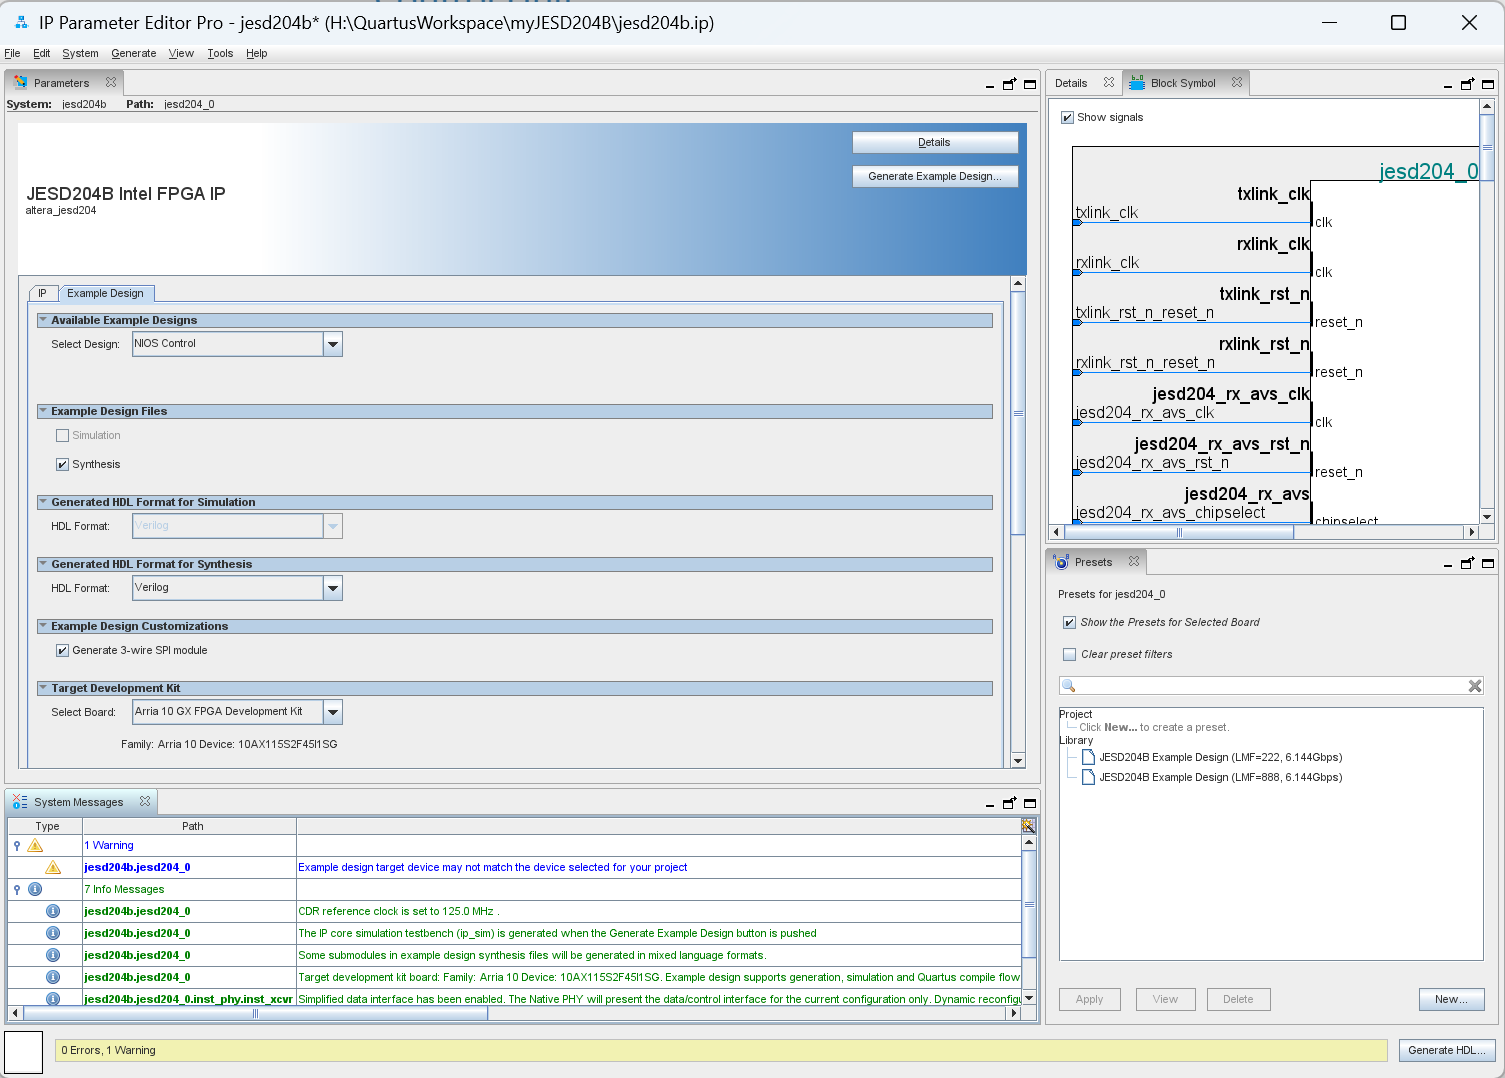 IP Parameter Editor Pro - jesd204b* (H:\QuartusWorkspace\myJESD204B\jesd204b.ip)
File Edit System Generate View Tools Help
Parameters
System: jesd204b Path: jesd204_0
Details
Generate Example Design...
JESD204B Intel FPGA IP
altera_jesd204
IP Example Design
Available Example Designs
Select Design: NIOS Control
Example Design Files
Simulation
Synthesis
Generated HDL Format for Simulation
HDL Format: Verilog
Generated HDL Format for Synthesis
HDL Format: Verilog
Example Design Customizations
Generate 3-wire SPI module
Target Development Kit
Select Board: Arria 10 GX FPGA Development Kit
Family: Arria 10 Device: 10AX115S2F45I1SG
System Messages
Type Path
1 Warning
jesd204b.jesd204_0 Example design target device may not match the device selected for your project
7 Info Messages
jesd204b.jesd204_0 CDR reference clock is set to 125.0 MHz .
jesd204b.jesd204_0 The IP core simulation testbench (ip_sim) is generated when the Generate Example Design button is pushed
jesd204b.jesd204_0 Some submodules in example design synthesis files will be generated in mixed language formats.
jesd204b.jesd204_0 Target development kit board: Family: Arria 10 Device: 10AX115S2F45I1SG. Example design supports generation, simulation and Quartus compile flow
jesd204b.jesd204_0.inst_phy.inst_xcvr Simplified data interface has been enabled. The Native PHY will present the data/control interface for the current configuration only. Dynamic reconfigu
0 Errors, 1 Warning
Details Block Symbol
Show signals
jesd204_0
txlink_clk
txlink_clk
clk
rxlink_clk
rxlink_clk
clk
txlink_rst_n
txlink_rst_n_reset_n
reset_n
rxlink_rst_n
rxlink_rst_n_reset_n
reset_n
jesd204_rx_avs_clk
jesd204_rx_avs_clk
clk
jesd204_rx_avs_rst_n
jesd204_rx_avs_rst_n
reset_n
jesd204_rx_avs
jesd204_rx_avs_chipselect
chipselect
Presets
Presets for jesd204_0
Show the Presets for Selected Board
Clear preset filters
Project
Click New... to create a preset.
Library
JESD204B Example Design (LMF=222, 6.144Gbps)
JESD204B Example Design (LMF=888, 6.144Gbps)
Apply View Delete New...
Generate HDL...